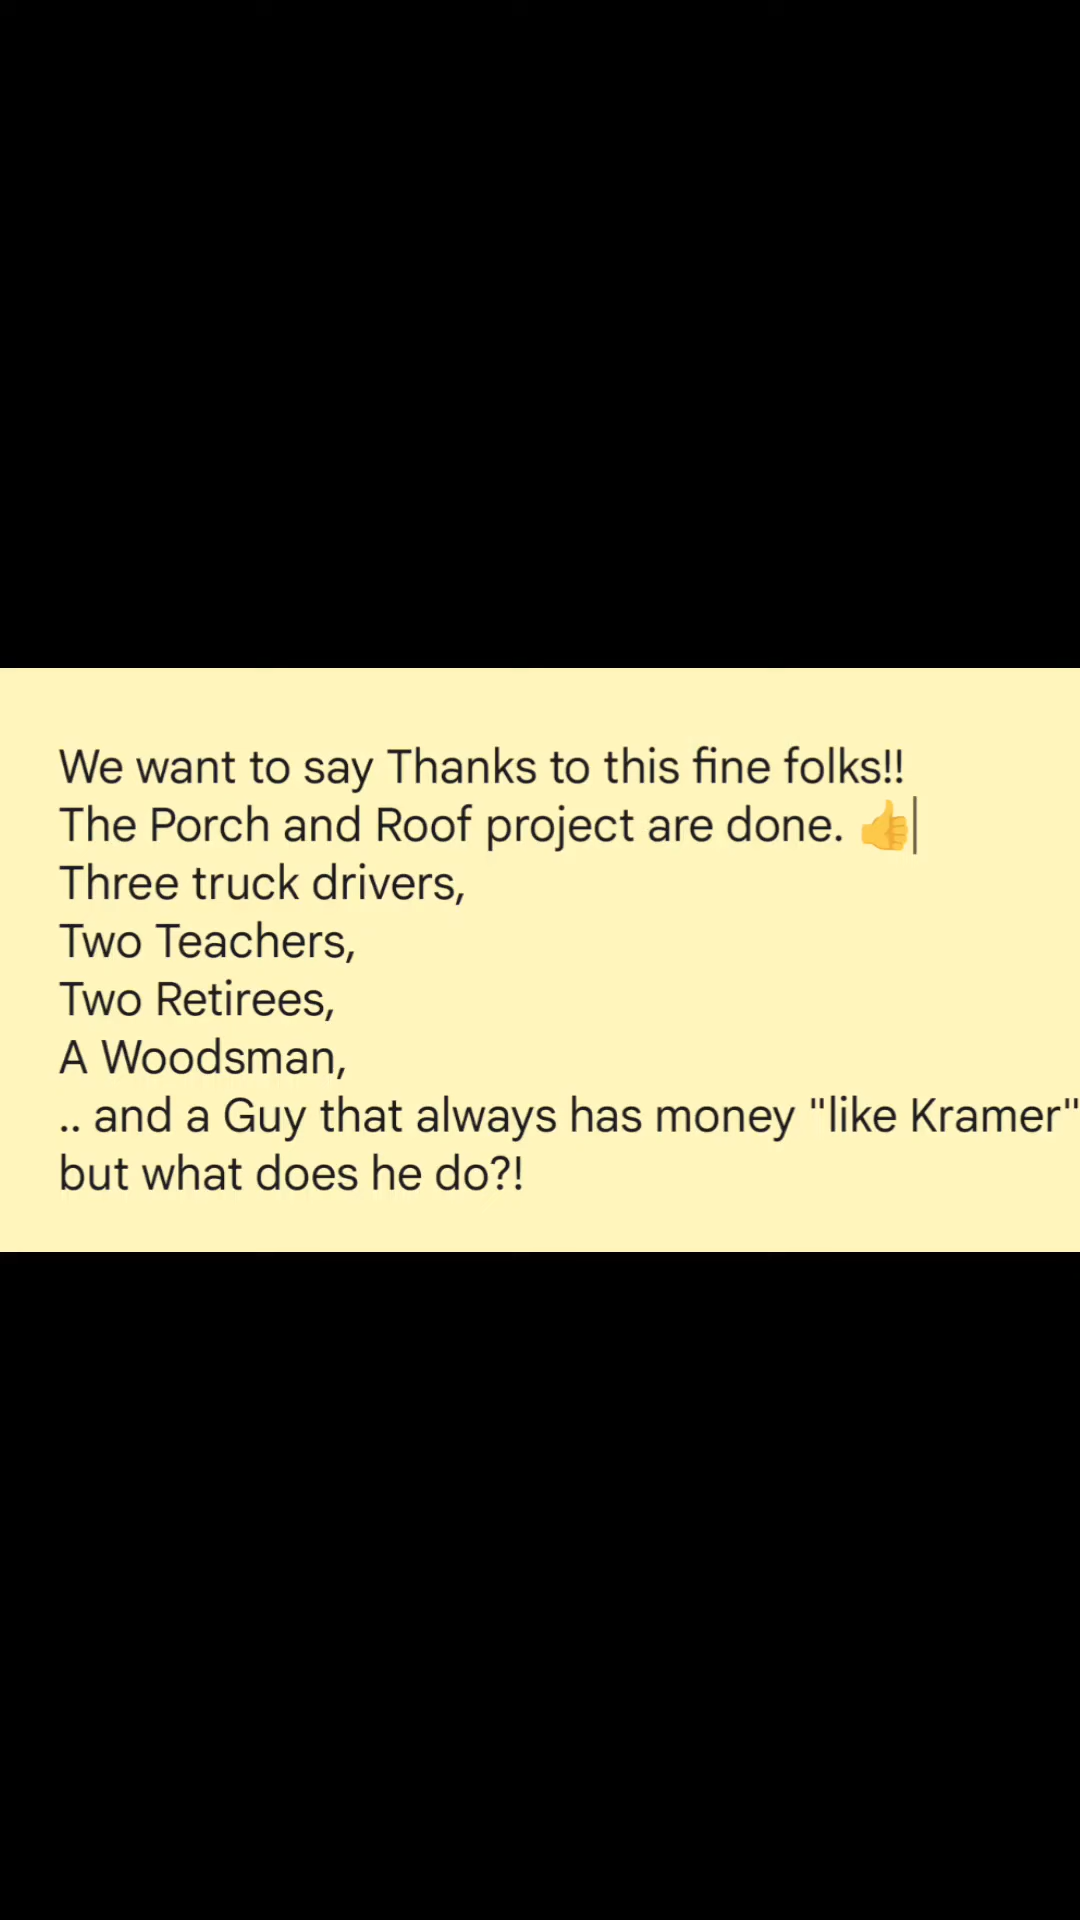 We want to say Thanks to this fine folks!!
The Porch and Roof project are done. 👍
Three truck drivers,
Two Teachers,
Two Retirees,
A Woodsman,
.. and a Guy that always has money "like Kramer"
but what does he do?!